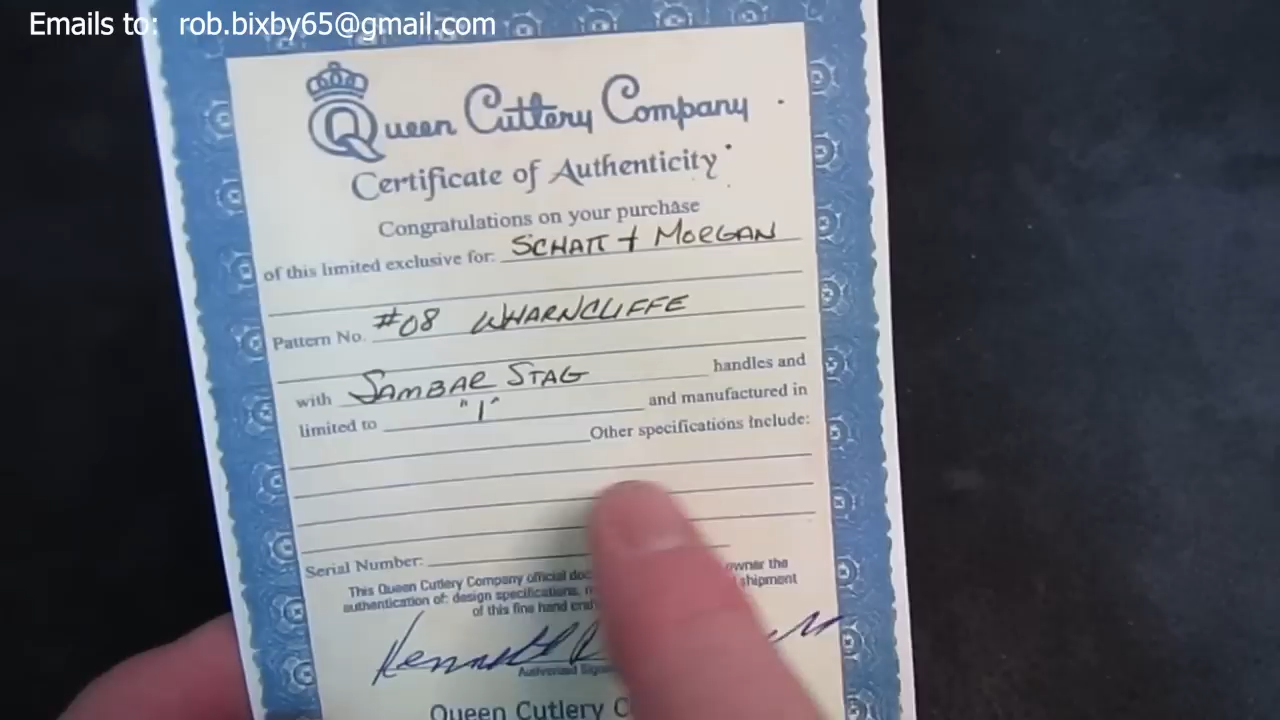 Emails to: rob.bixby65@gmail.com
Queen Cutlery Company
Certificate of Authenticity
Congratulations on your purchase
of this limited exclusive for: SCHATT + MORGAN
Pattern No. #08 WHARNCLIFFE
with SAMBAR STAG handles and
limited to "1" and manufactured in
Other specifications include:
Serial Number:
This Queen Cutlery Company official owner the
authentication of: design specifications, shipment
of this fine hand
Kenneth
Authorized
Queen Cutlery